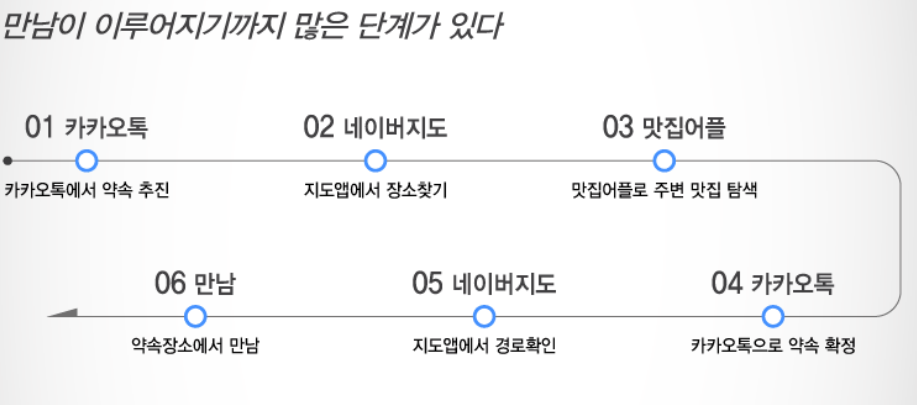 만남이 이루어지기까지 많은 단계가 있다
01 카카오톡
카카오톡에서 약속 추진
02 네이버지도
지도앱에서 장소찾기
03 맛집어플
맛집어플로 주변 맛집 탐색
04 카카오톡
카카오톡으로 약속 확정
05 네이버지도
지도앱에서 경로확인
06 만남
약속장소에서 만남